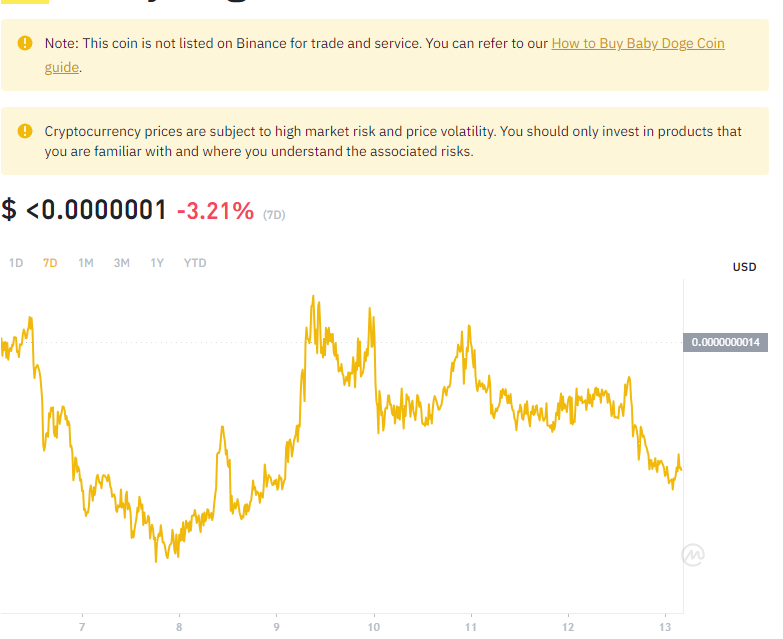 Note: This coin is not listed on Binance for trade and service. You can refer to our How to Buy Baby Doge Coin
guide.
Cryptocurrency prices are subject to high market risk and price volatility. You should only invest in products that
you are familiar with and where you understand the associated risks.
$ <0.0000001 -3.21% (7D)
1D 7D 1M 3M 1Y YTD
USD
0.0000000014
7 8 9 10 11 12 13